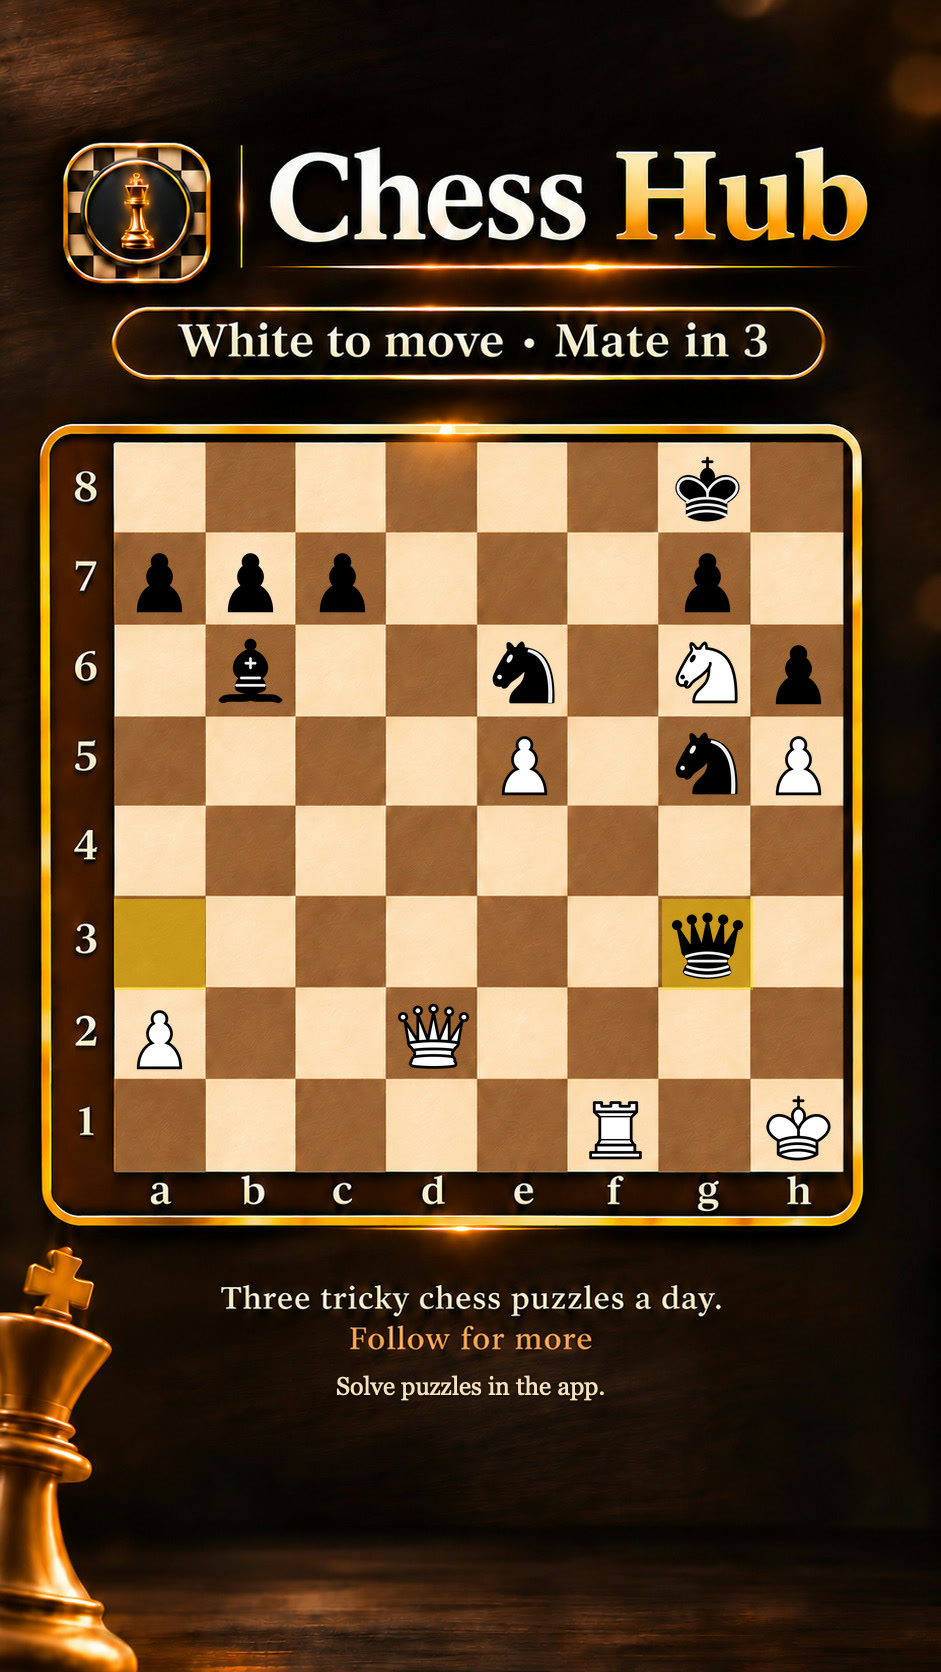 Chess Hub
White to move • Mate in 3
8
7
6
5
4
3
2
1
a b c d e f g h
Three tricky chess puzzles a day.
Follow for more
Solve puzzles in the app.